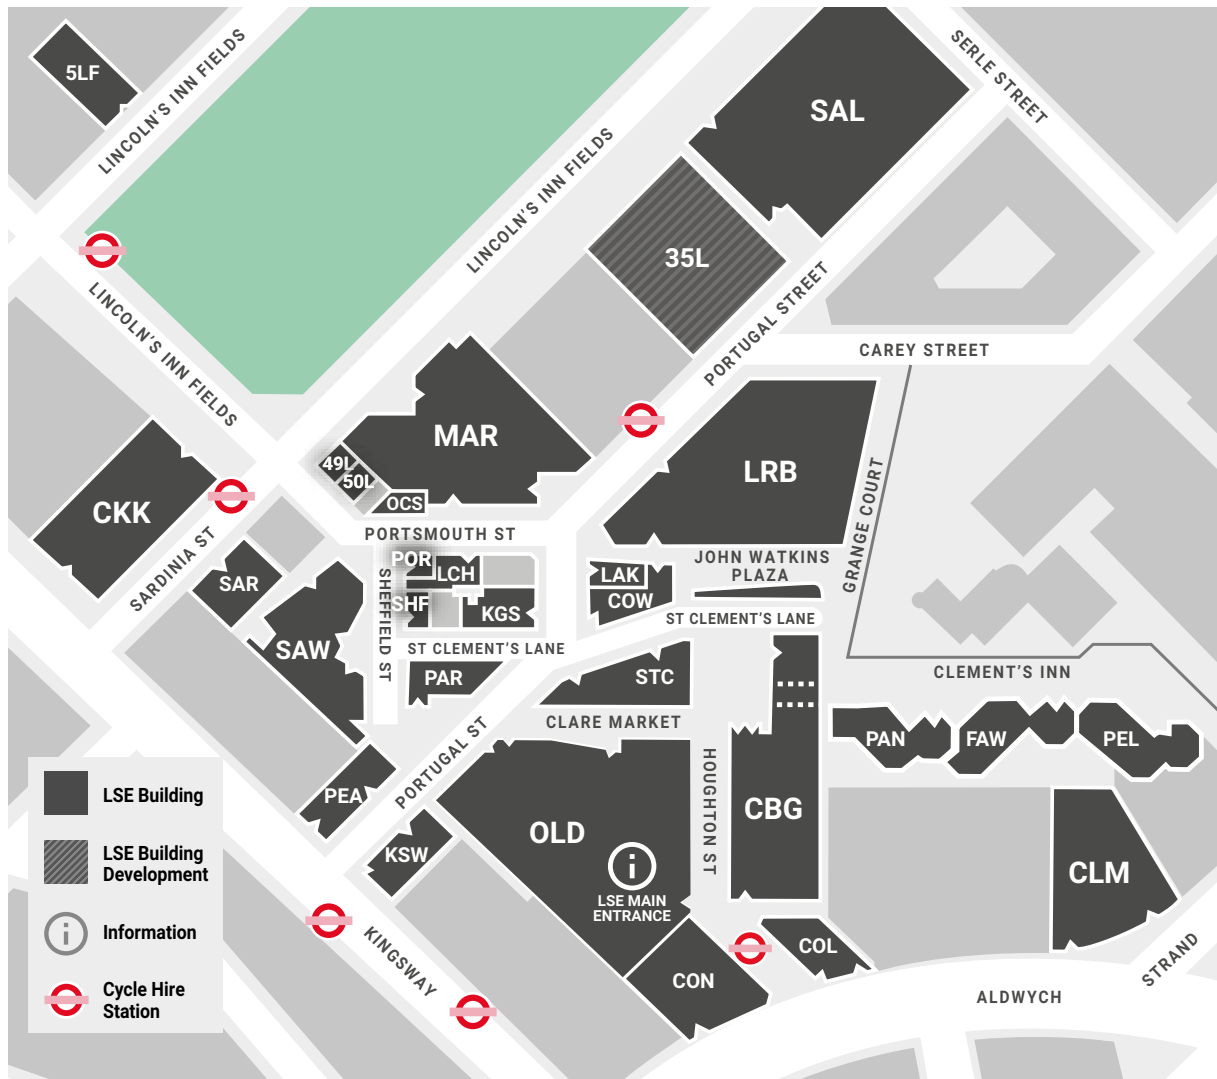 5LF
LINCOLN'S INN FIELDS
SERLE STREET
SAL
LINCOLN'S INN FIELDS
35L
LINCOLN'S INN FIELDS
PORTUGAL STREET
CAREY STREET
MAR
49L
50L
OCS
LRB
GRANGE COURT
CKK
SARDINIA ST
PORTSMOUTH ST
JOHN WATKINS
PLAZA
POR
LCH
LAK
COW
SAR
SHEFFIELD ST
SHF
KGS
ST CLEMENT'S LANE
SAW
ST CLEMENT'S LANE
PAR
STC
CLEMENT'S INN
CLARE MARKET
PAN
FAW
PEL
PORTUGAL ST
HOUGHTON ST
PEA
CBG
OLD
KSW
CLM
LSE MAIN
ENTRANCE
COL
CON
KINGSWAY
STRAND
ALDWYCH
LSE Building
LSE Building
Development
Information
Cycle Hire
Station